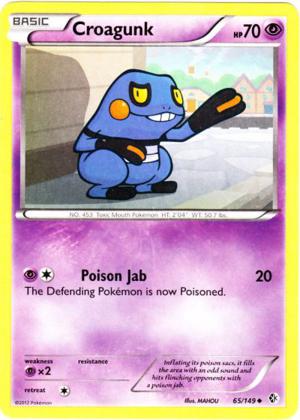 BASIC
Croagunk HP70
NO. 453 Toxic Mouth Pokémon HT: 2'04" WT: 50.7 lbs.
Poison Jab 20
The Defending Pokémon is now Poisoned.
weakness resistance
×2
retreat
Inflating its poison sacs, it fills
the area with an odd sound and
hits flinching opponents with
a poison jab.
©2012 Pokémon Illus. MAHOU 65/149